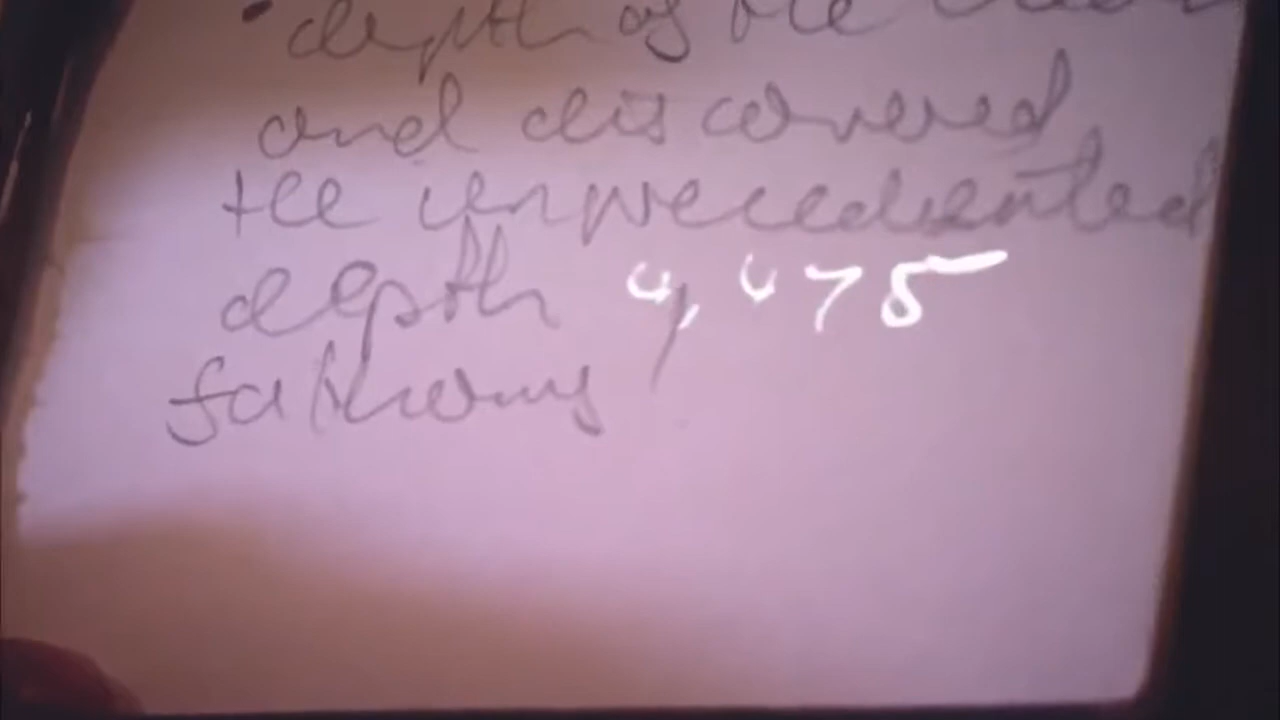 depth of the
and discovered
the unprecedented
depth 4,475
fathoms